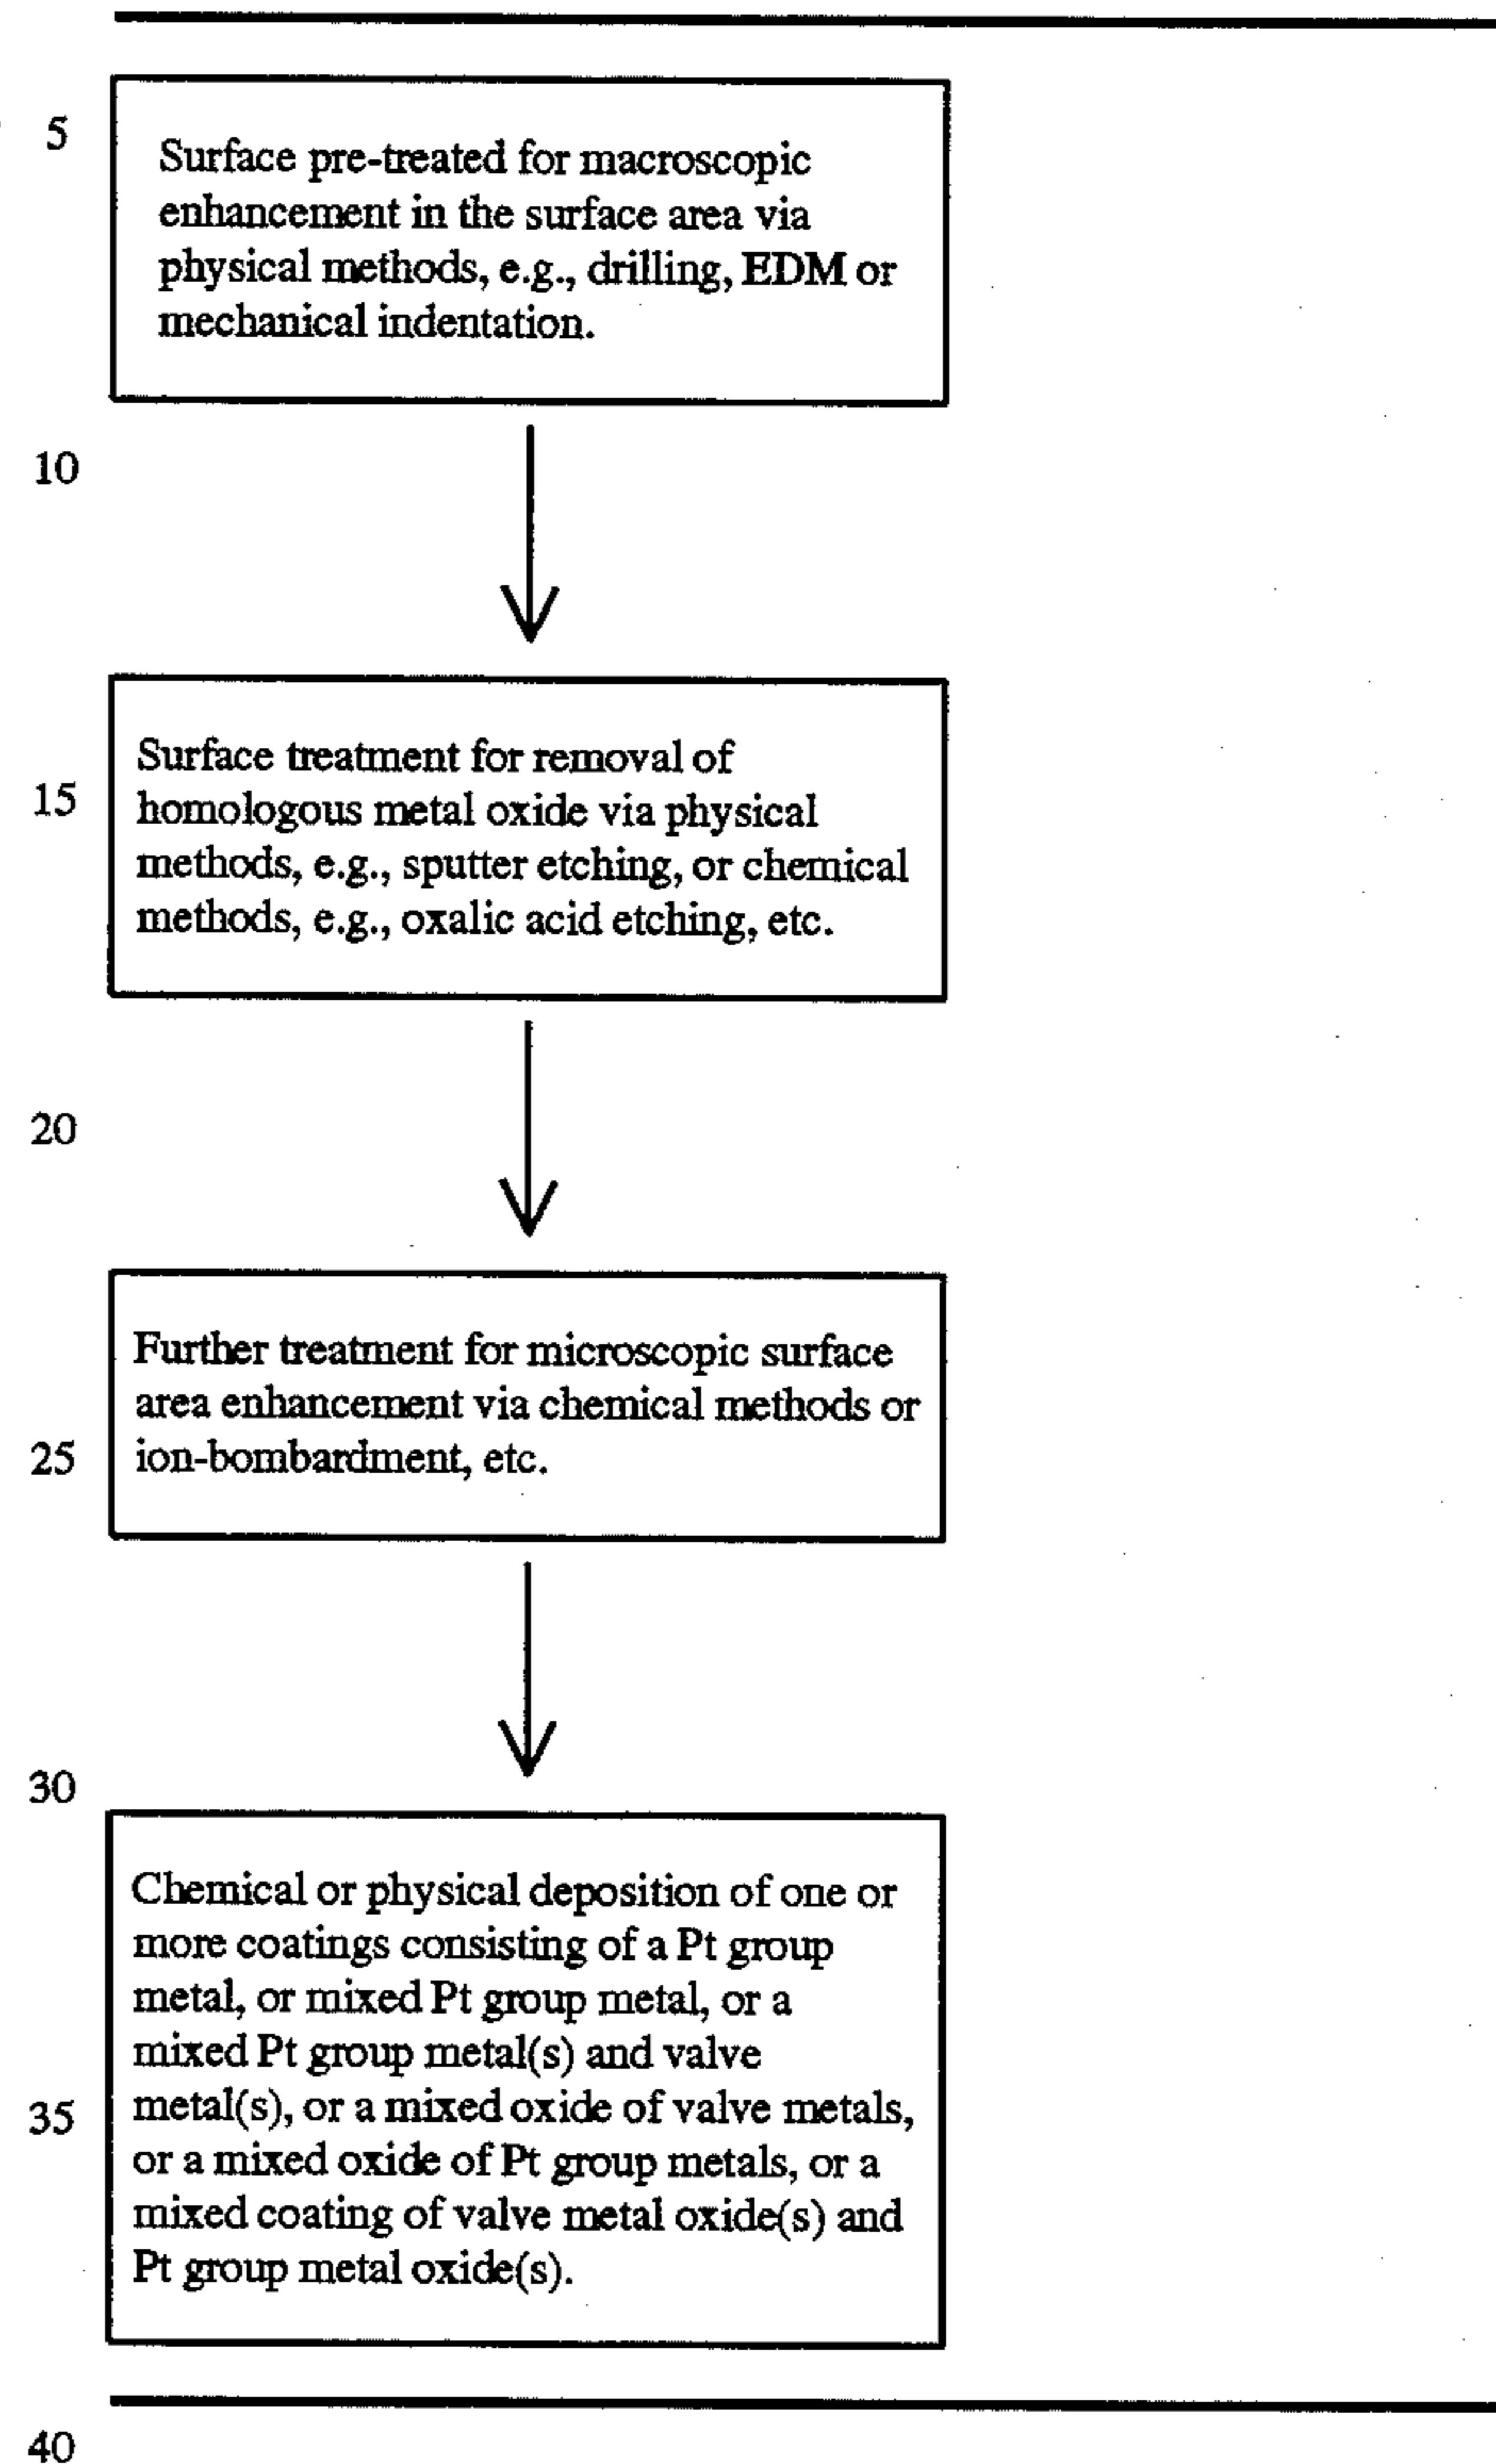 5
Surface pre-treated for macroscopic
enhancement in the surface area via
physical methods, e.g., drilling, EDM or
mechanical indentation.
10
Surface treatment for removal of
15
homologous metal oxide via physical
methods, e.g., sputter etching, or chemical
methods, e.g., oxalic acid etching, etc.
20
Further treatment for microscopic surface
area enhancement via chemical methods or
25
ion-bombardment, etc.
30
Chemical or physical deposition of one or
more coatings consisting of a Pt group
metal, or mixed Pt group metal, or a
mixed Pt group metal(s) and valve
35
metal(s), or a mixed oxide of valve metals,
or a mixed oxide of Pt group metals, or a
mixed coating of valve metal oxide(s) and
Pt group metal oxide(s).
40